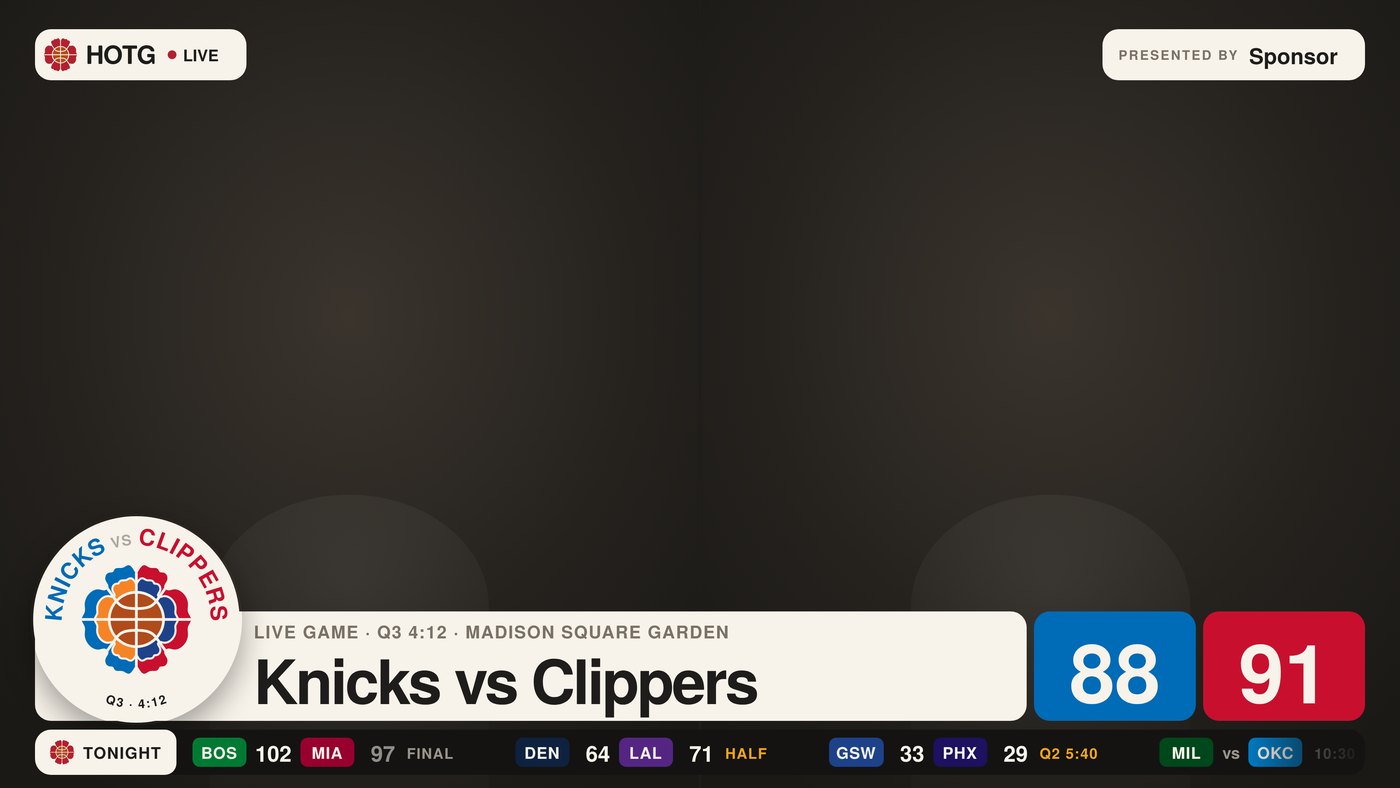 HOTG • LIVE
PRESENTED BY Sponsor
KNICKS VS CLIPPERS
Q3 · 4:12
LIVE GAME · Q3 4:12 · MADISON SQUARE GARDEN
Knicks vs Clippers
88
91
TONIGHT BOS 102 MIA 97 FINAL DEN 64 LAL 71 HALF GSW 33 PHX 29 Q2 5:40 MIL vs OKC 10:30